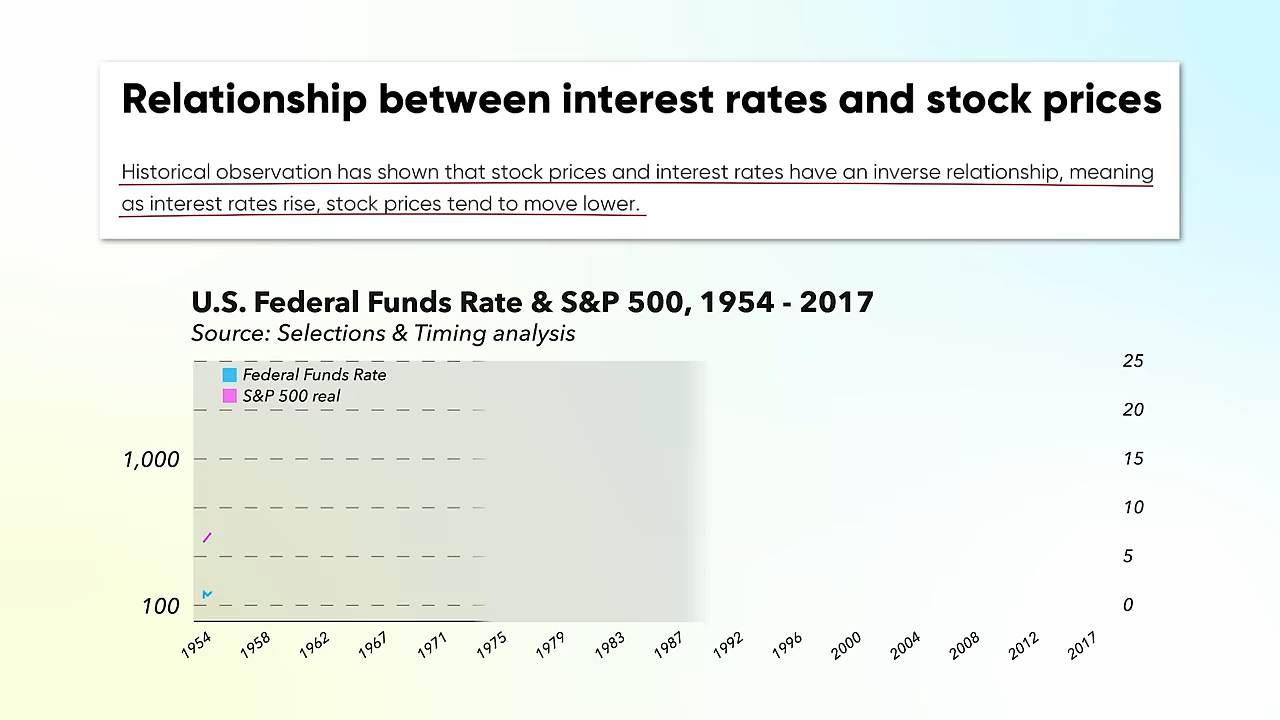 Relationship between interest rates and stock prices
Historical observation has shown that stock prices and interest rates have an inverse relationship, meaning
as interest rates rise, stock prices tend to move lower.
U.S. Federal Funds Rate & S&P 500, 1954 - 2017
Source: Selections & Timing analysis
Federal Funds Rate
S&P 500 real
1,000
100
25
20
15
10
5
0
1954 1958 1962 1967 1971 1975 1979 1983 1987 1992 1996 2000 2004 2008 2012 2017